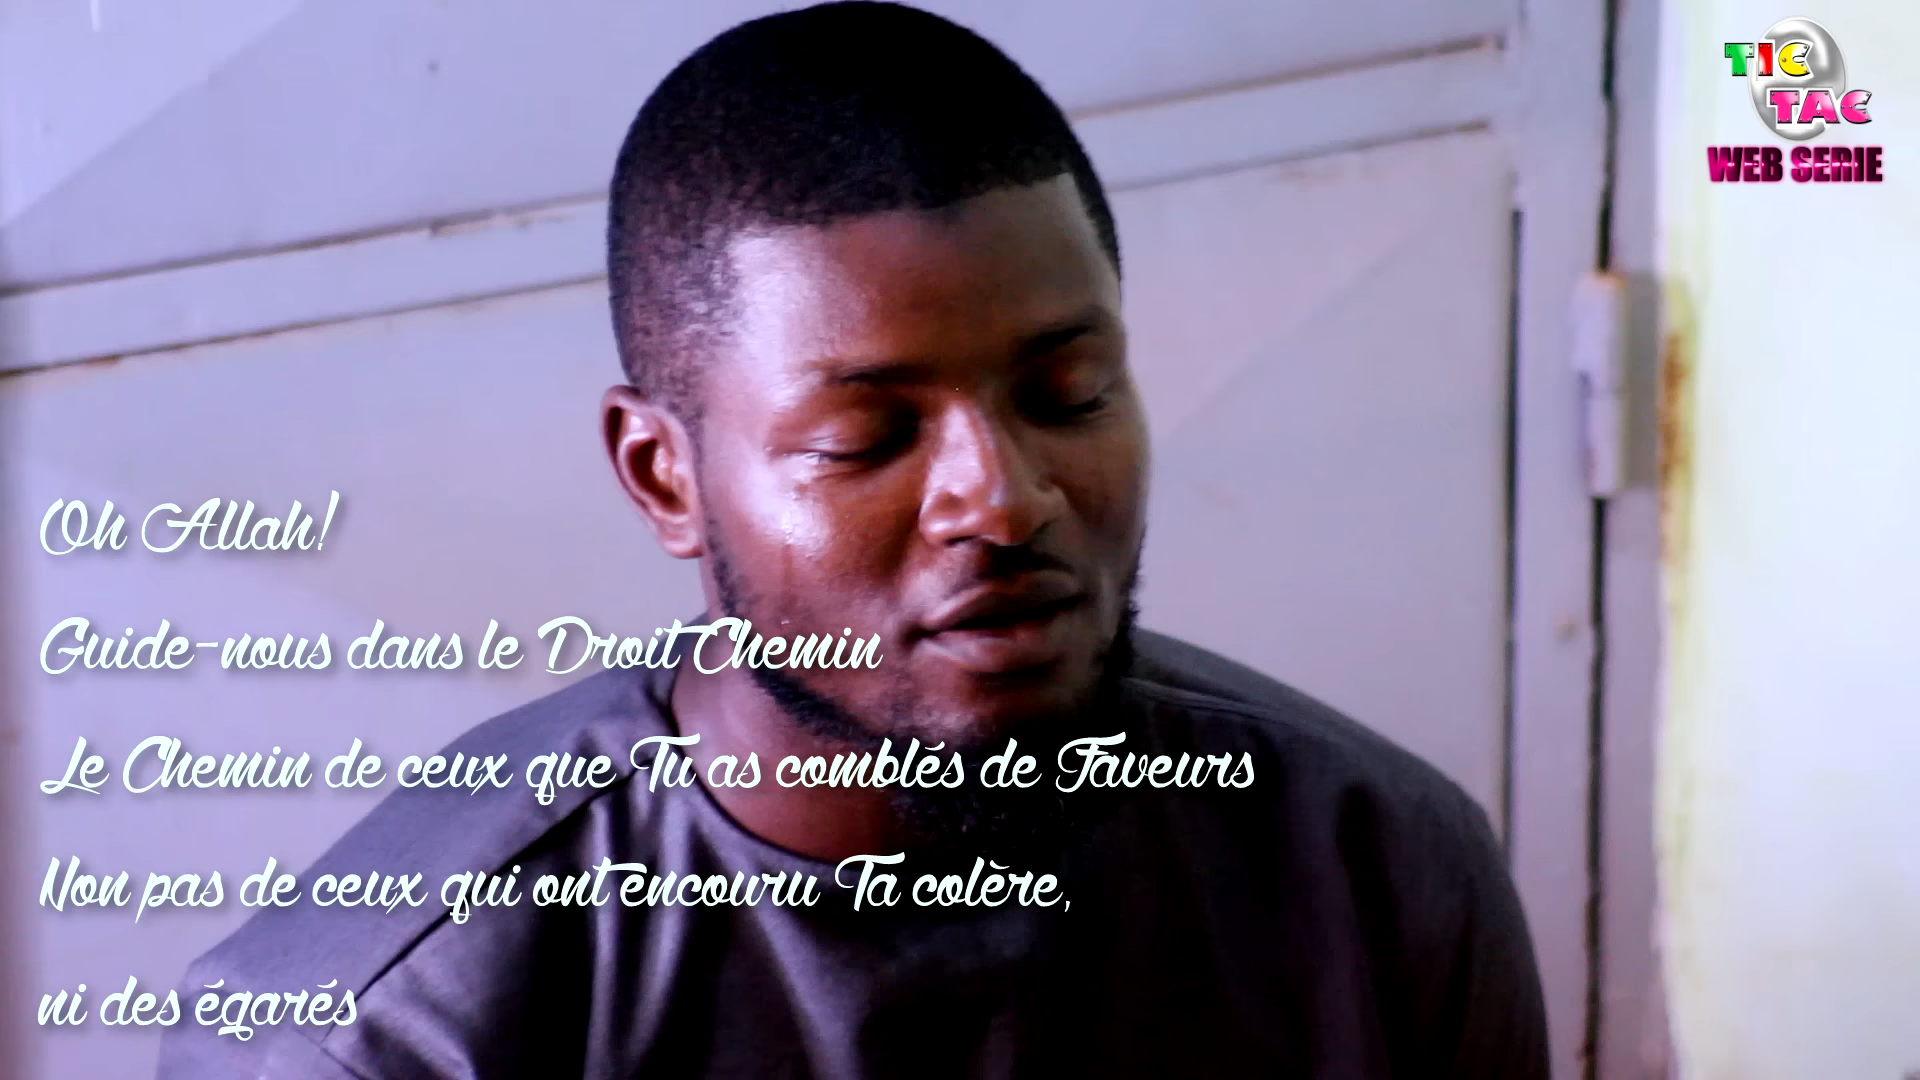 TIC
TAC
WEB SERIE
Oh Allah!
Guide-nous dans le Droit Chemin
Le Chemin de ceux que Tu as comblés de Faveurs
Non pas de ceux qui ont encouru Ta colère,
ni des égarés